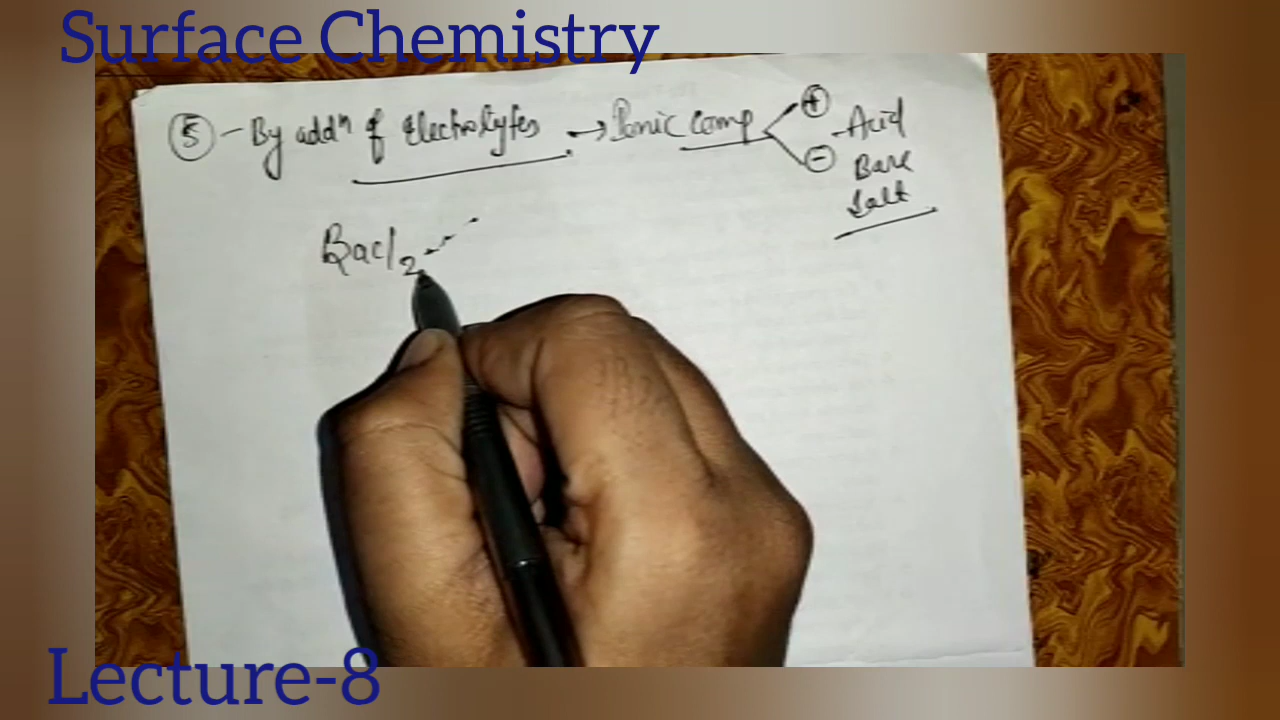 Surface Chemistry
⑤ - By addⁿ of Electrolytes . → Ionic comp ⊕ Acid
⊖ Base
Salt
BaCl₂
Lecture-8